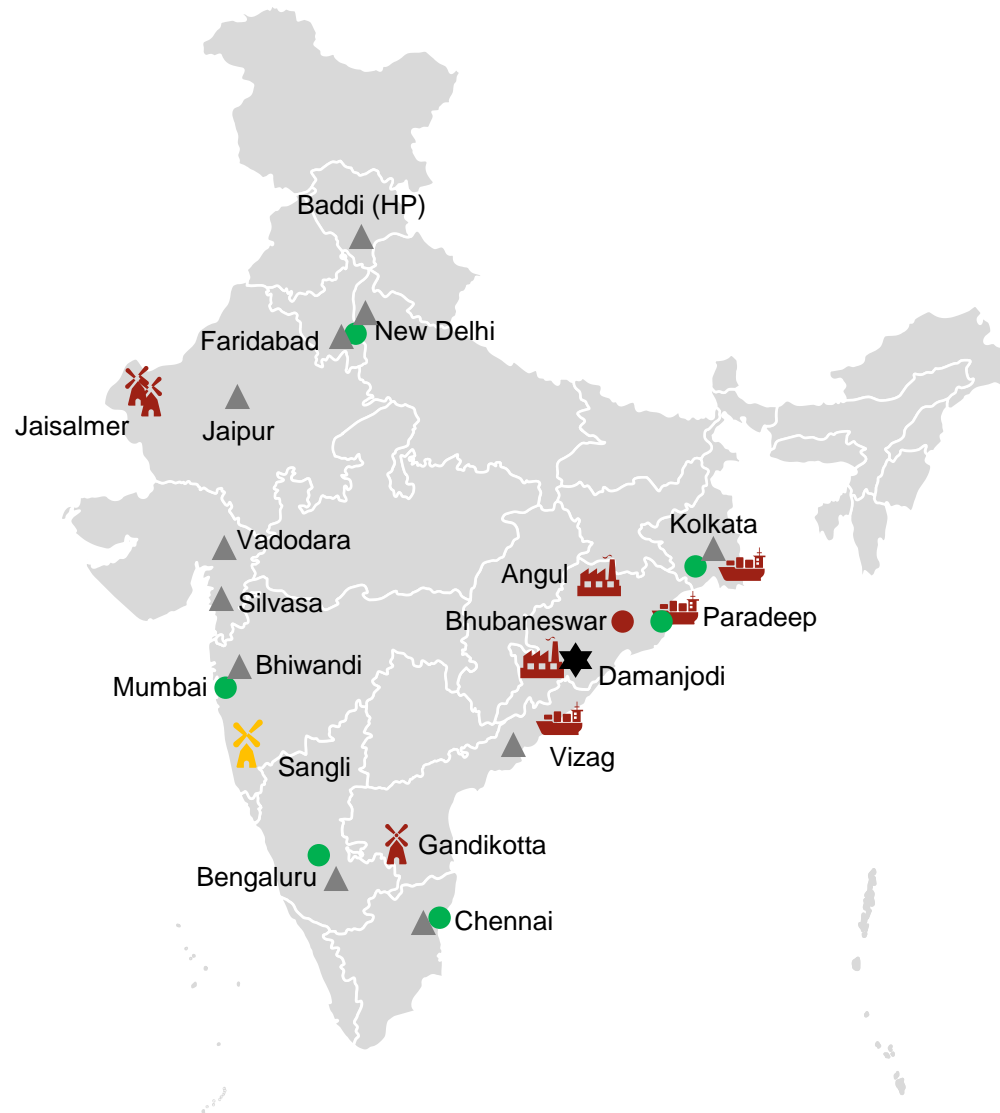 Baddi (HP)
New Delhi
Faridabad
Jaisalmer
Jaipur
Kolkata
Vadodara
Angul
Silvasa
Bhubaneswar
Paradeep
Bhiwandi
Damanjodi
Mumbai
Vizag
Sangli
Gandikotta
Bengaluru
Chennai